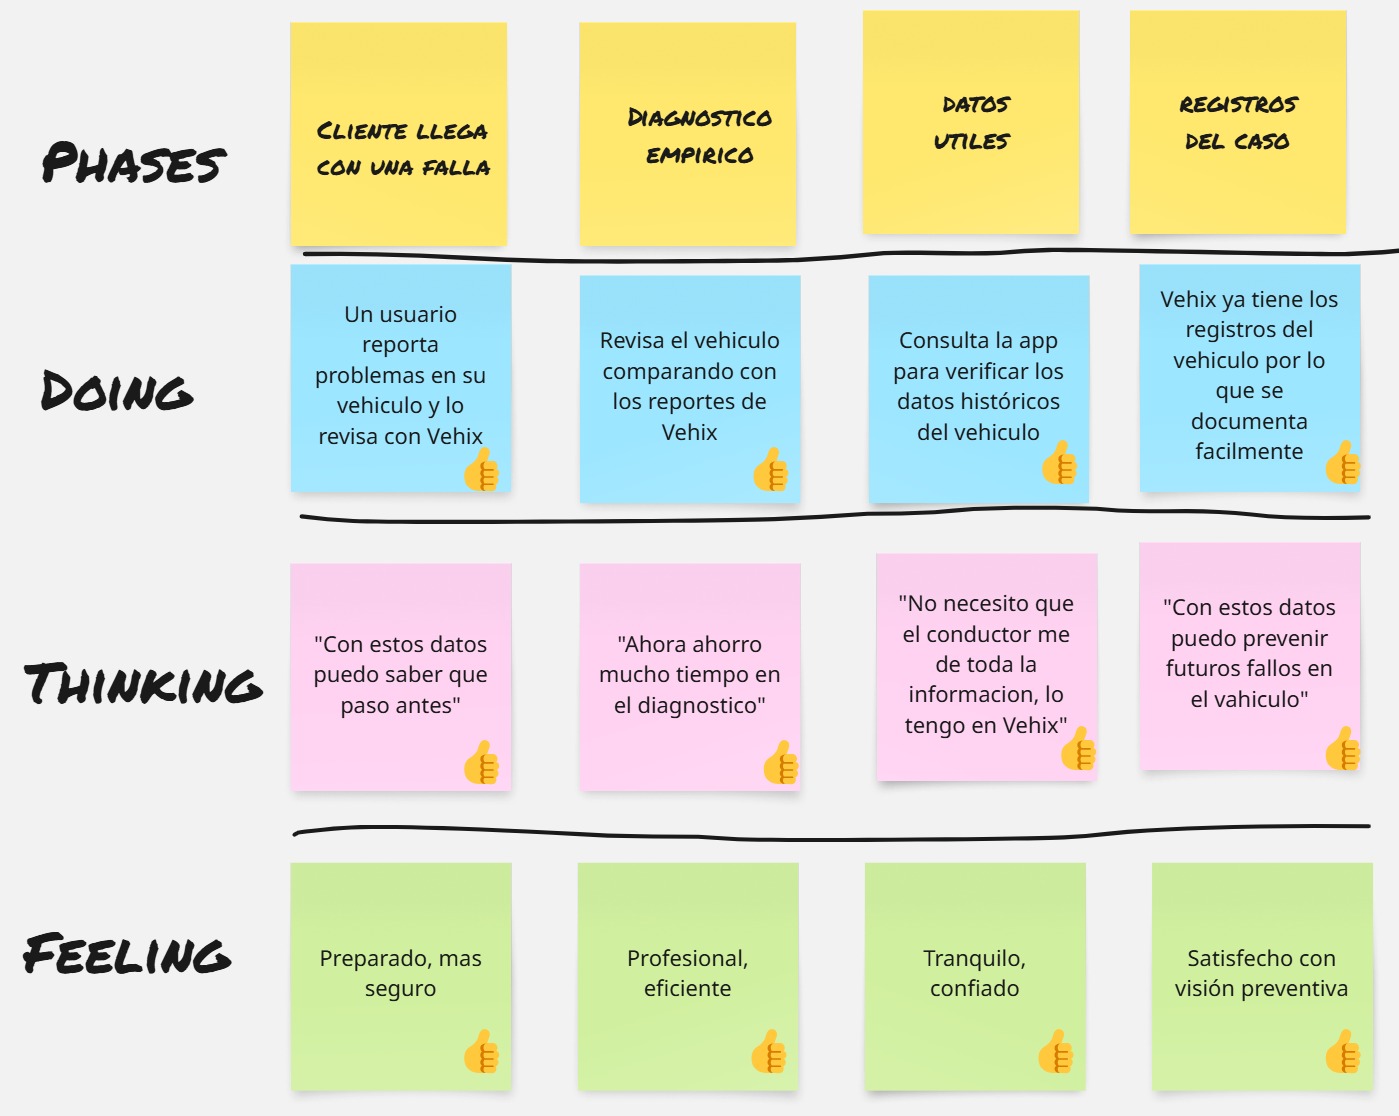 Phases
Cliente llega
con una falla
Diagnostico
empirico
datos
utiles
registros
del caso
Doing
Un usuario
reporta
problemas en su
vehiculo y lo
revisa con Vehix
Revisa el vehiculo
comparando con
los reportes de
Vehix
Consulta la app
para verificar los
datos históricos
del vehiculo
Vehix ya tiene los
registros del
vehiculo por lo
que se
documenta
facilmente
Thinking
"Con estos datos
puedo saber que
paso antes"
"Ahora ahorro
mucho tiempo en
el diagnostico"
"No necesito que
el conductor me
de toda la
informacion, lo
tengo en Vehix"
"Con estos datos
puedo prevenir
futuros fallos en
el vahiculo"
Feeling
Preparado, mas
seguro
Profesional,
eficiente
Tranquilo,
confiado
Satisfecho con
visión preventiva